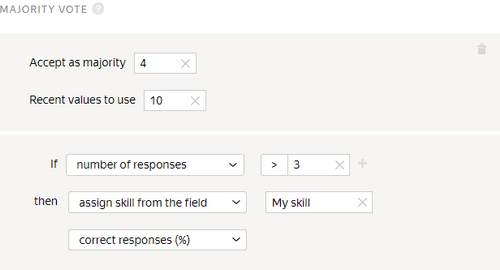 MAJORITY VOTE ?
Accept as majority 4 ×
Recent values to use 10 ×
If number of responses > 3 × +
then assign skill from the field My skill ×
correct responses (%)